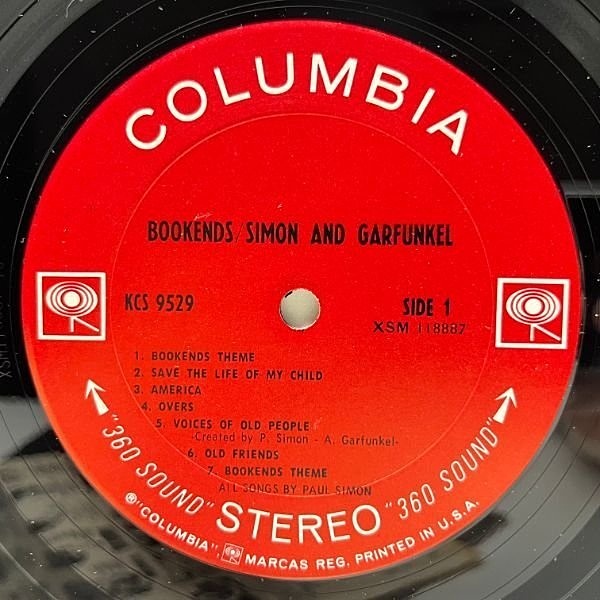 COLUMBIA
BOOKENDS/SIMON AND GARFUNKEL
KCS 9529
SIDE 1
XSM 118887
1. BOOKENDS THEME
2. SAVE THE LIFE OF MY CHILD
3. AMERICA
4. OVERS
5. VOICES OF OLD PEOPLE
-Created by P. Simon - A. Garfunkel-
6. OLD FRIENDS
7. BOOKENDS THEME
ALL SONGS BY PAUL SIMON
"360 SOUND" STEREO "360 SOUND"
® "COLUMBIA", MARCAS REG. PRINTED IN U.S.A.